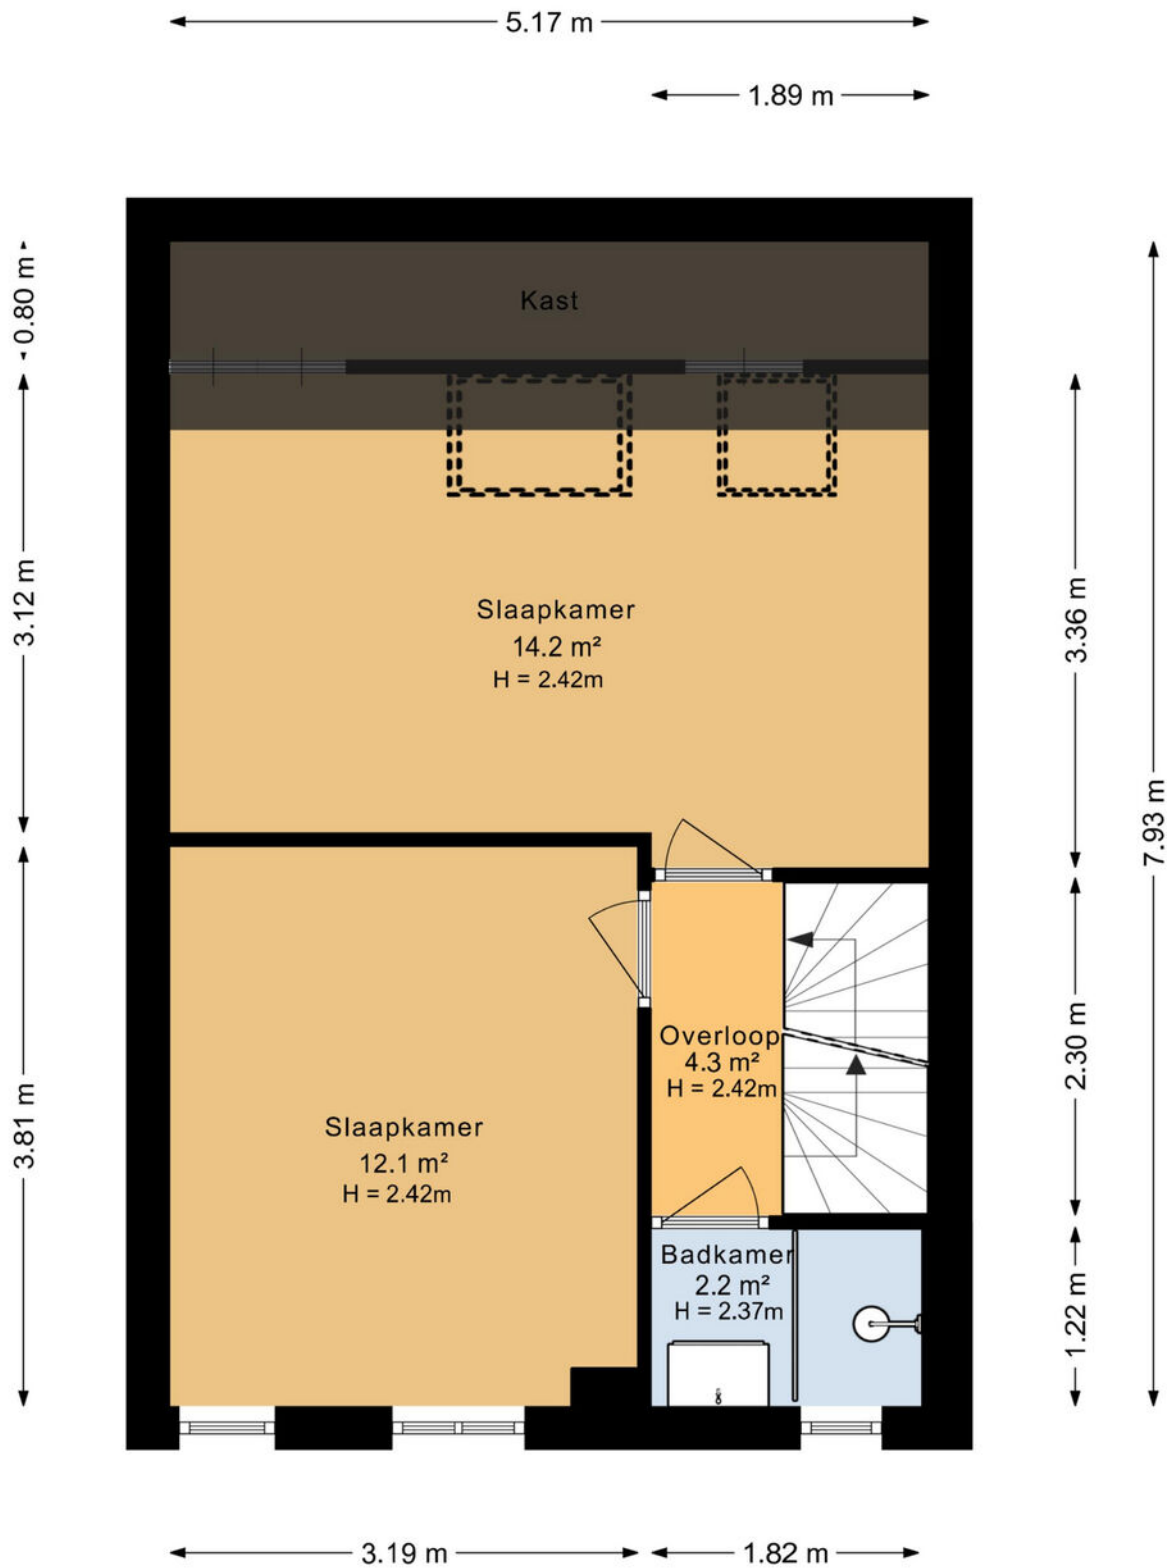 5.17 m
1.89 m
0.80 m
Kast
3.12 m
3.36 m
Slaapkamer
14.2 m²
H = 2.42m
7.93 m
3.81 m
2.30 m
Overloop
4.3 m²
H = 2.42m
Slaapkamer
12.1 m²
H = 2.42m
Badkamer
2.2 m²
H = 2.37m
1.22 m
3.19 m
1.82 m